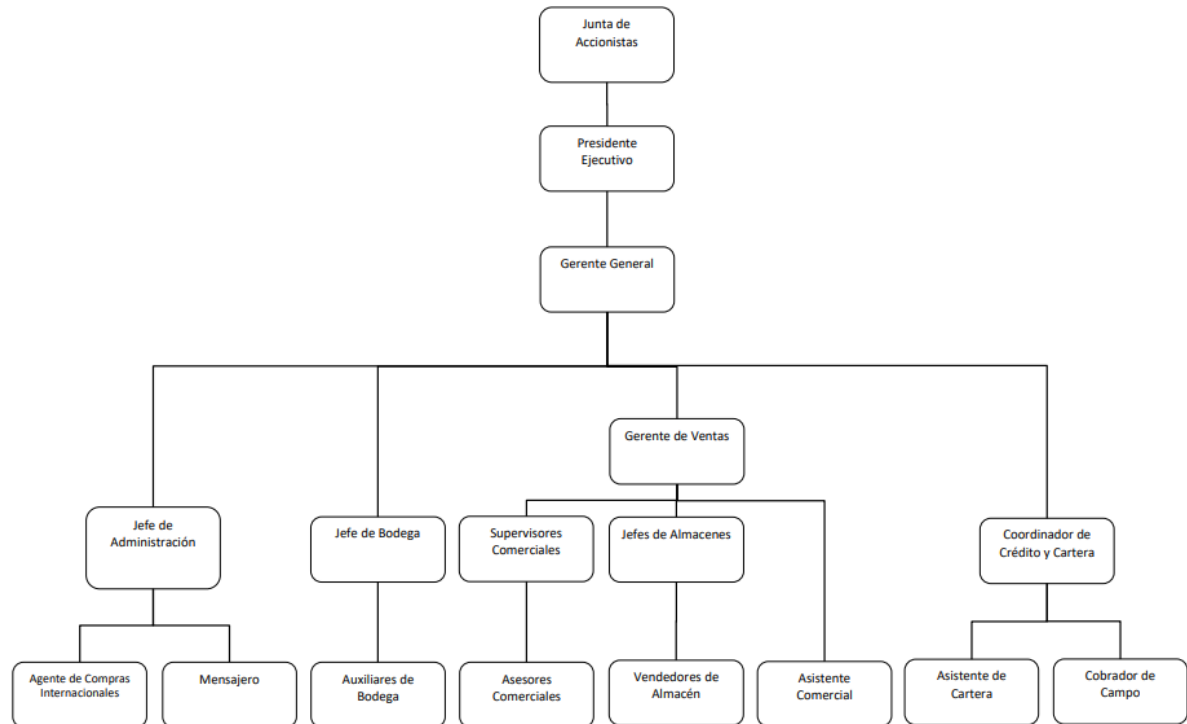 Junta de
Accionistas
Presidente
Ejecutivo
Gerente General
Gerente de Ventas
Jefe de
Administración
Jefe de Bodega
Supervisores
Comerciales
Jefes de Almacenes
Coordinador de
Crédito y Cartera
Agente de Compras
Internacionales
Mensajero
Auxiliares de
Bodega
Asesores
Comerciales
Vendedores de
Almacén
Asistente
Comercial
Asistente de
Cartera
Cobrador de
Campo